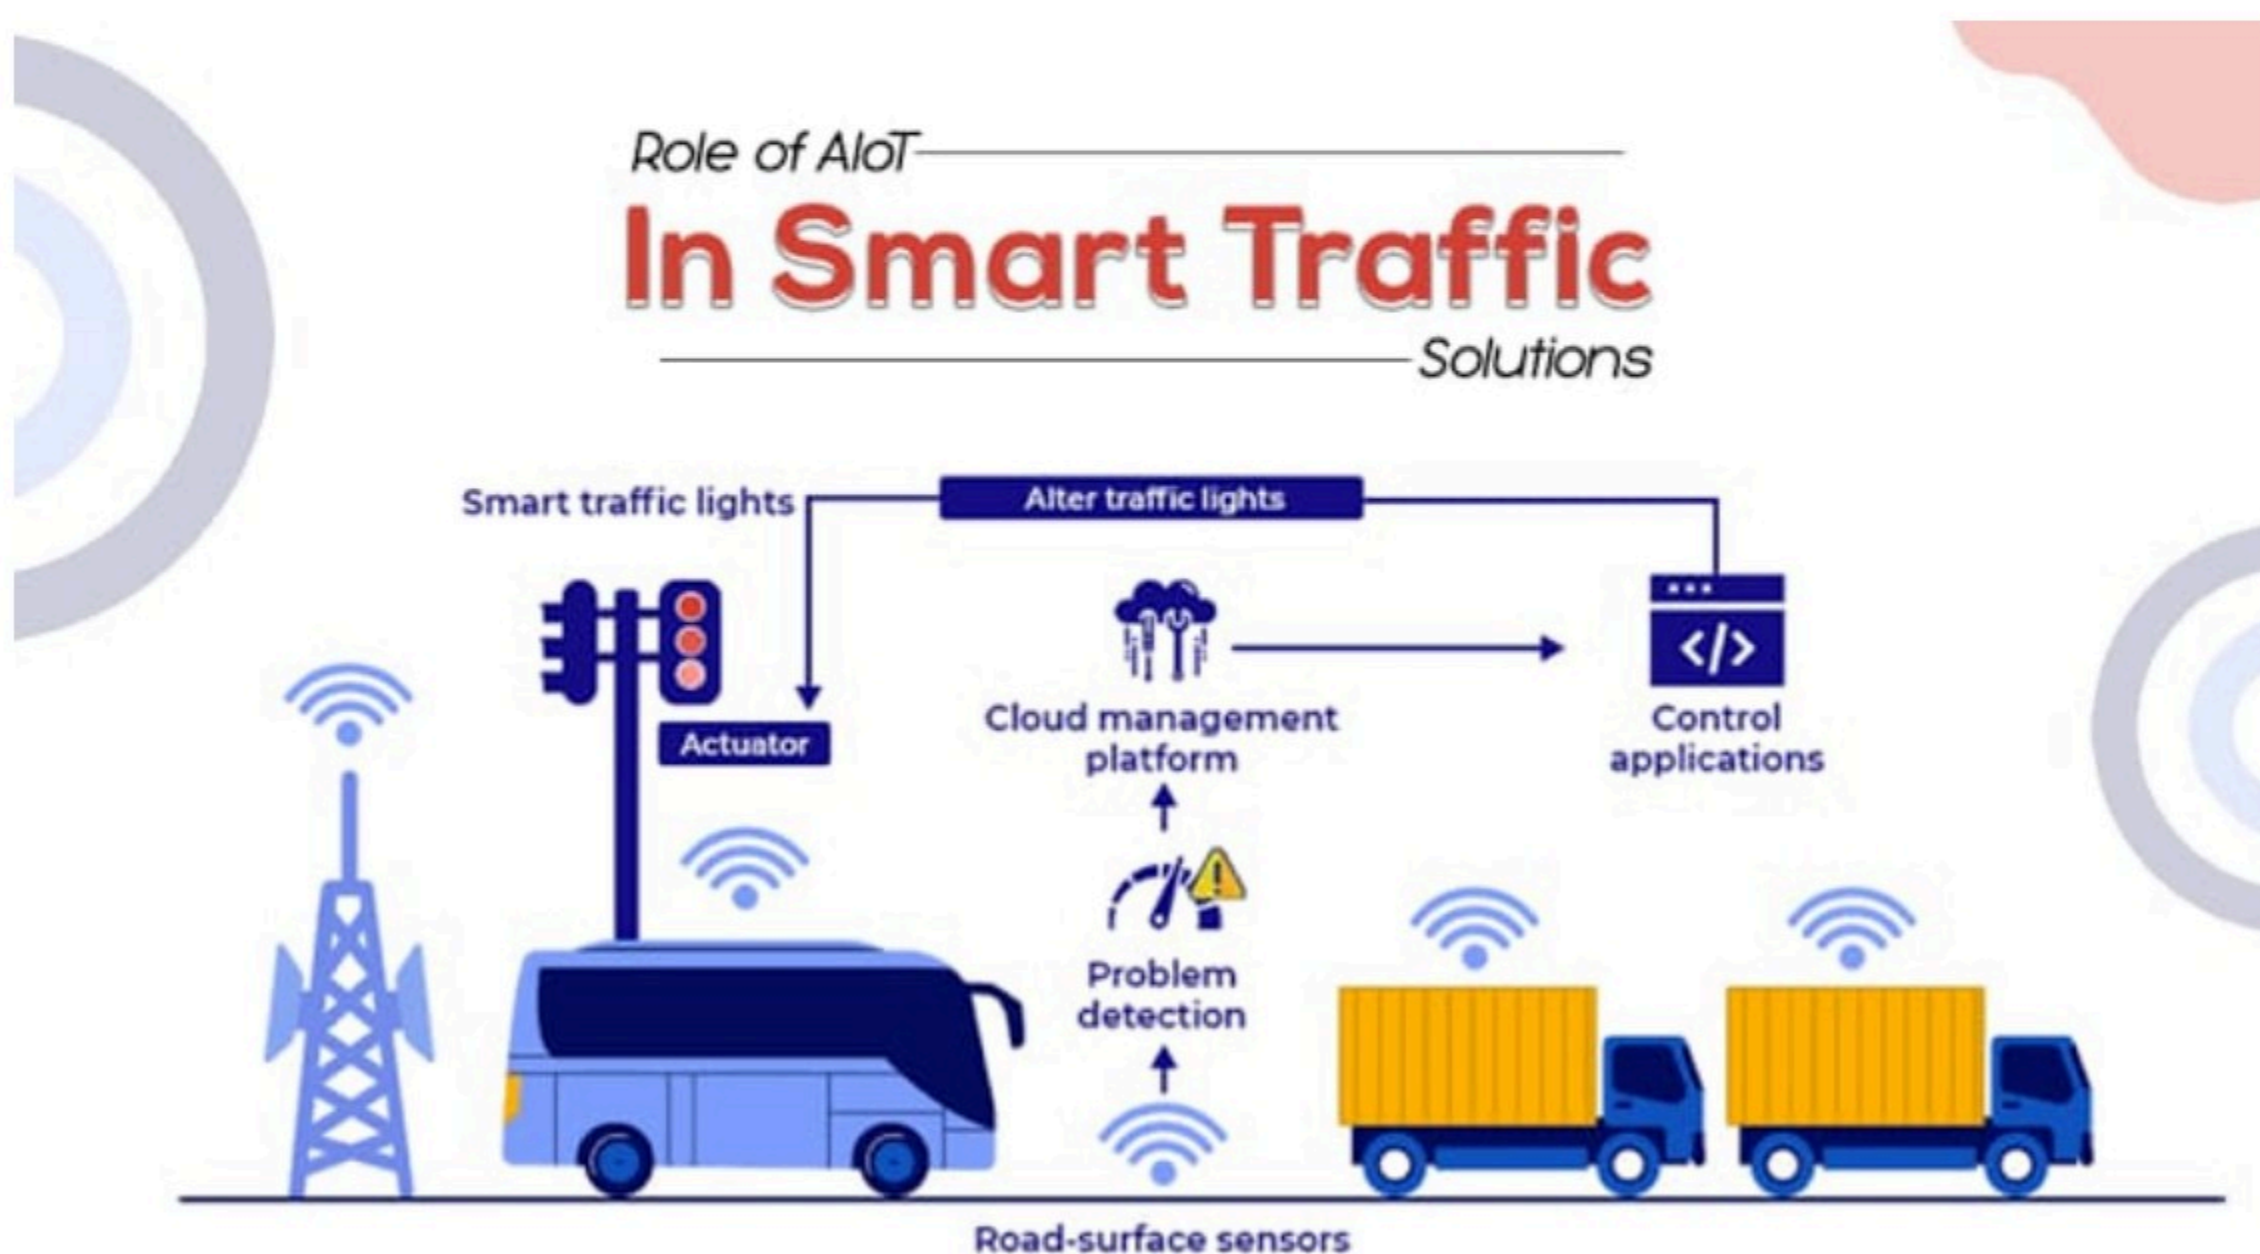 Role of AIoT
In Smart Traffic
Solutions
Smart traffic lights
Alter traffic lights
Actuator
Cloud management
platform
Control
applications
</>
Problem
detection
Road-surface sensors